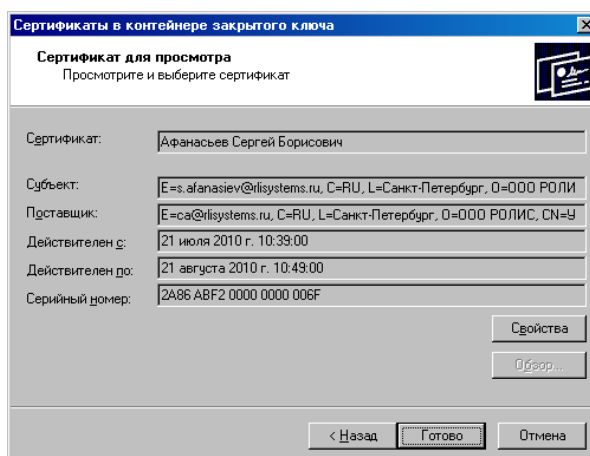 Сертификаты в контейнере закрытого ключа
Сертификат для просмотра
Просмотрите и выберите сертификат
Сертификат: Афанасьев Сергей Борисович
Субъект: E=s.afanasiev@rlisystems.ru, C=RU, L=Санкт-Петербург, O=ООО РОЛИ
Поставщик: E=ca@rlisystems.ru, C=RU, L=Санкт-Петербург, O=ООО РОЛИС, CN=У
Действителен с: 21 июля 2010 г. 10:39:00
Действителен по: 21 августа 2010 г. 10:49:00
Серийный номер: 2A86 ABF2 0000 0000 006F
Свойства
Обзор...
< Назад Готово Отмена